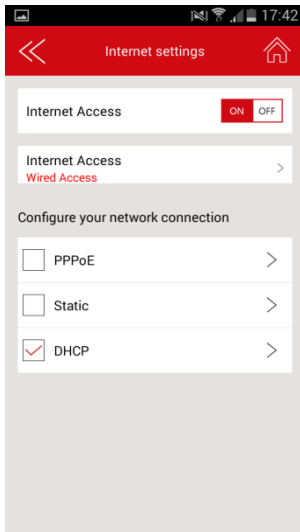 17:42
Internet settings
Internet Access
ON OFF
Internet Access
Wired Access
Configure your network connection
PPPoE
Static
DHCP